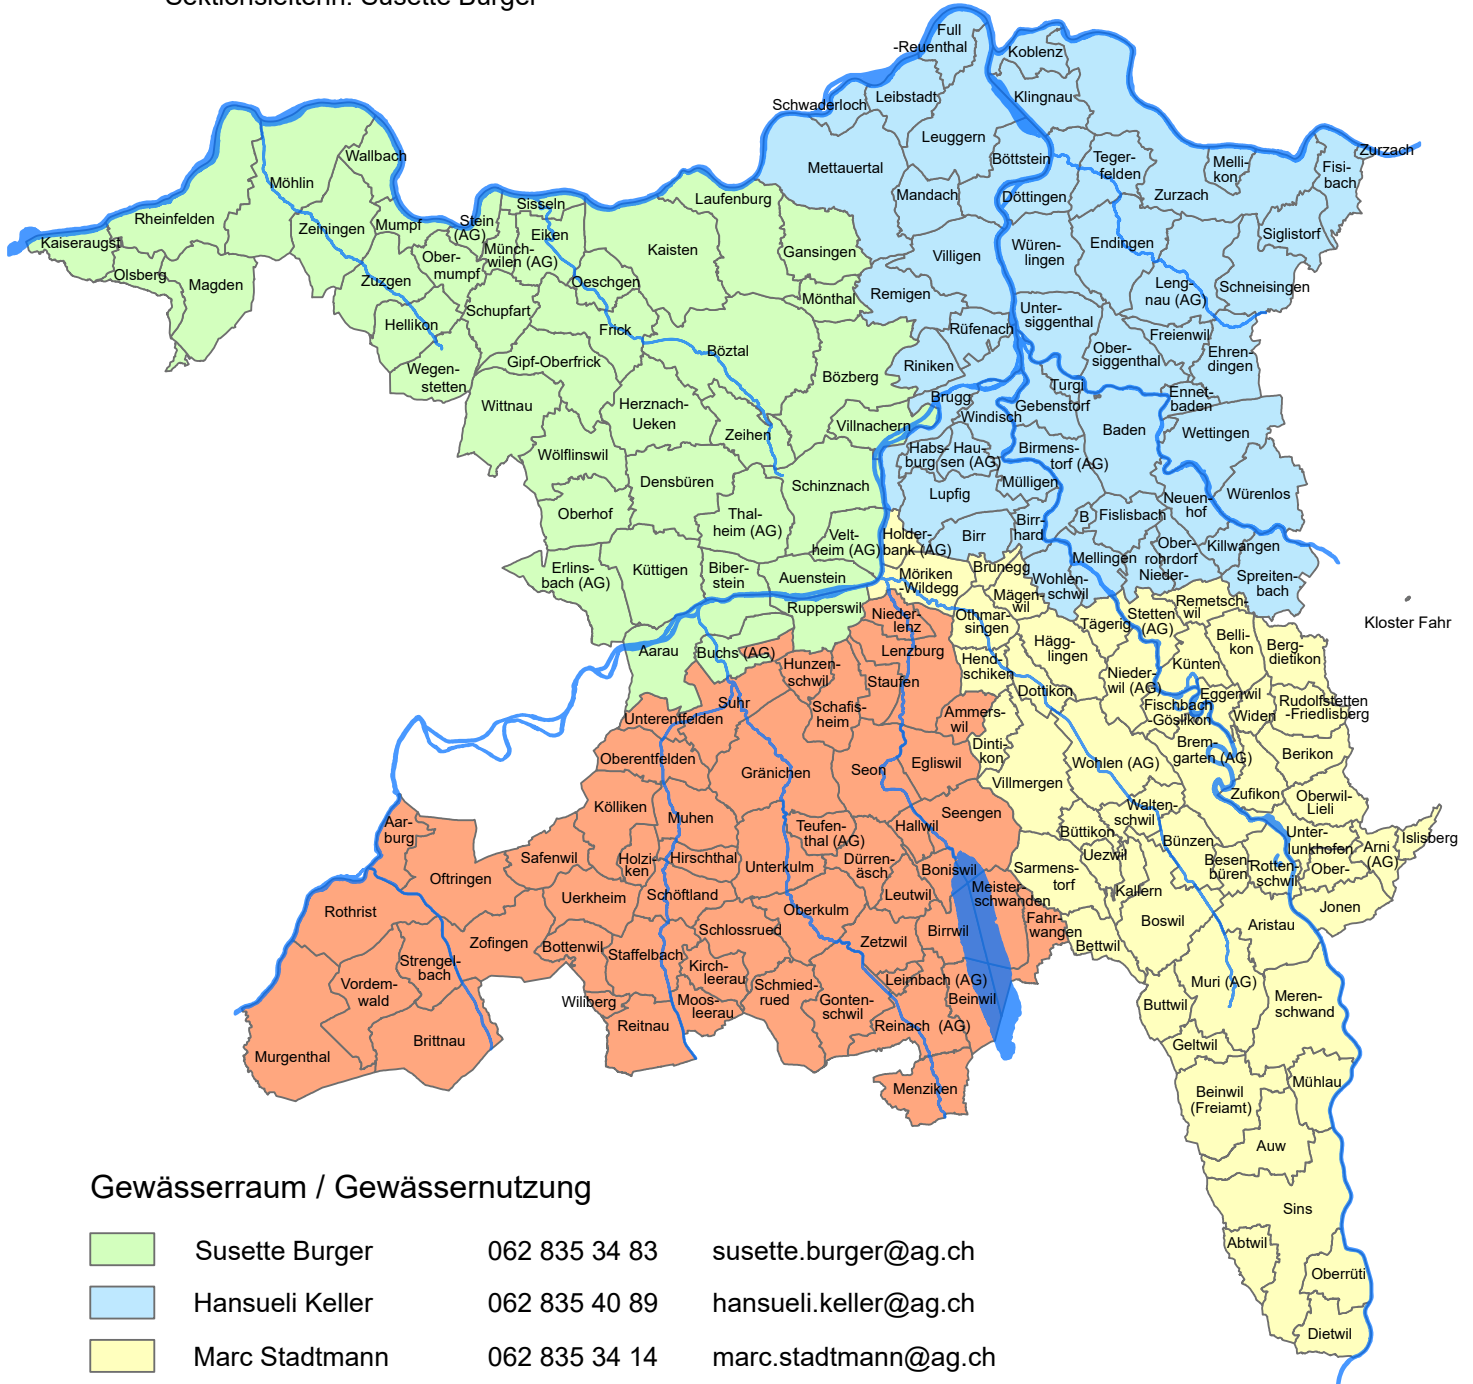 Sektionsleiterin: Susette Burger
Full
-Reuenthal
Koblenz
Schwaderloch
Leibstadt
Klingnau
Leuggern
Mettauertal
Böttstein
Teger-
felden
Melli-
kon
Fisi-
bach
Zurzach
Wallbach
Möhlin
Mandach
Döttingen
Zurzach
Laufenburg
Rheinfelden
Sisseln
Mumpf
Stein
(AG)
Eiken
Zeiningen
Kaiseraugst
Siglistorf
Villigen
Würen-
lingen
Endingen
Kaisten
Gansingen
Münch-
wilen (AG)
Ober-
mumpf
Olsberg
Magden
Zuzgen
Oeschgen
Mönthal
Remigen
Leng-
nau (AG)
Schneisingen
Schupfart
Hellikon
Frick
Rüfenach
Unter-
siggenthal
Freienwil
Ober-
siggenthal
Ehren-
dingen
Böztal
Gipf-Oberfrick
Wegen-
stetten
Bözberg
Riniken
Turgi
Ennet-
baden
Brugg
Gebenstorf
Windisch
Wittnau
Herznach-
Ueken
Zeihen
Villnachern
Baden
Wettingen
Wölflinswil
Habs-
burg
Hau-
sen (AG)
Birmens-
torf (AG)
Densbüren
Schinznach
Lupfig
Mülligen
Neuen-
hof
Würenlos
Oberhof
Thal-
heim (AG)
Velt-
heim (AG)
Holder-
bank (AG)
Birr
Birr-
hard
B
Fislisbach
Ober-
rohrdorf
Killwangen
Mellingen
Nieder-
Erlins-
bach (AG)
Küttigen
Biber-
stein
Auenstein
Möriken
-Wildegg
Brunegg
Wohlen-
schwil
Spreiten-
bach
Mägen-
wil
Rupperswil
Nieder-
lenz
Othmar-
singen
Tägerig
Stetten
(AG)
Remetsch-
wil
Kloster Fahr
Aarau
Buchs (AG)
Hunzen-
schwil
Lenzburg
Staufen
Hend-
schiken
Hägg-
lingen
Belli-
kon
Berg-
dietikon
Künten
Nieder-
wil (AG)
Dottikon
Eggenwil
Rudolfstetten
-Friedlisberg
Fischbach
-Göslikon
Widen
Suhr
Schafis-
heim
Ammers-
wil
Unterentfelden
Dinti-
kon
Brem-
garten (AG)
Berikon
Oberentfelden
Gränichen
Seon
Egliswil
Villmergen
Wohlen (AG)
Zufikon
Oberwil-
Lieli
Kölliken
Muhen
Teufen-
thal (AG)
Hallwil
Seengen
Walten-
schwil
Büttikon
Bünzen
Unter-
lunkhofen
Arni
(AG)
Islisberg
Aar-
burg
Safenwil
Holzi-
ken
Hirschthal
Unterkulm
Dürren-
äsch
Boniswil
Uezwil
Besen-
büren
Rotten-
schwil
Ober-
Oftringen
Uerkheim
Schöftland
Leutwil
Meister-
schwanden
Sarmens-
torf
Kallern
Jonen
Rothrist
Oberkulm
Boswil
Aristau
Zofingen
Bottenwil
Staffelbach
Schlossrued
Zetzwil
Birrwil
Fahr-
wangen
Bettwil
Strengel-
bach
Kirch-
leerau
Vordem-
wald
Schmied-
rued
Leimbach (AG)
Muri (AG)
Wiliberg
Moos-
leerau
Gonten-
schwil
Beinwil
Buttwil
Meren-
schwand
Reitnau
Reinach (AG)
Murgenthal
Brittnau
Geltwil
Menziken
Beinwil
(Freiamt)
Mühlau
Auw
Sins
Abtwil
Oberrüti
Dietwil
Gewässerraum / Gewässernutzung
Susette Burger 062 835 34 83 susette.burger@ag.ch
Hansueli Keller 062 835 40 89 hansueli.keller@ag.ch
Marc Stadtmann 062 835 34 14 marc.stadtmann@ag.ch